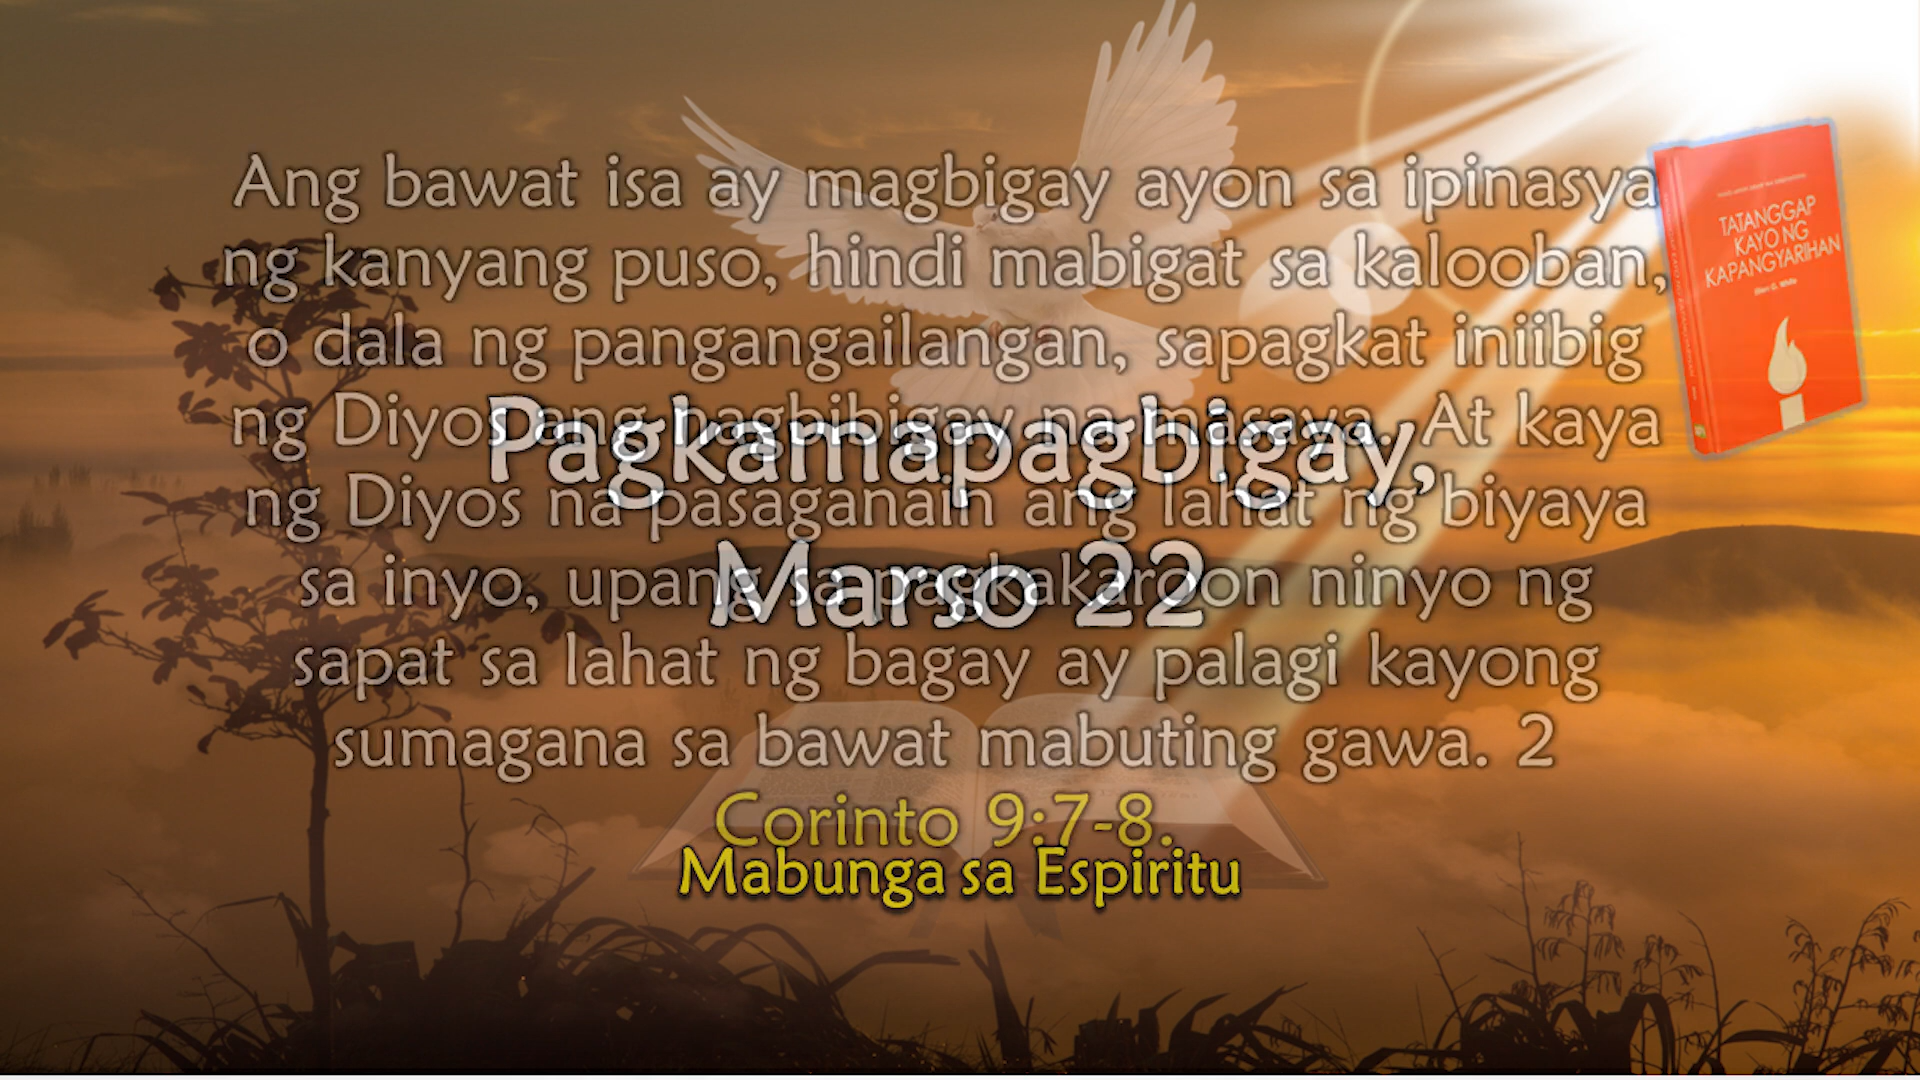 Ang bawat isa ay magbigay ayon sa ipinasya
ng kanyang puso, hindi mabigat sa kalooban,
o dala ng pangangailangan, sapagkat iniibig
ng Diyos ang nagbibigay na masaya. At kaya
ng Diyos na pasaganain ang lahat ng biyaya
sa inyo, upang sa pagkakaroon ninyo ng
sapat sa lahat ng bagay ay palagi kayong
sumagana sa bawat mabuting gawa. 2
Corinto 9:7-8.
Pagkamapagbigay,
Marso 22
Mabunga sa Espiritu
TATANGGAP
KAYO NG
KAPANGYARIHAN
Ellen G. White